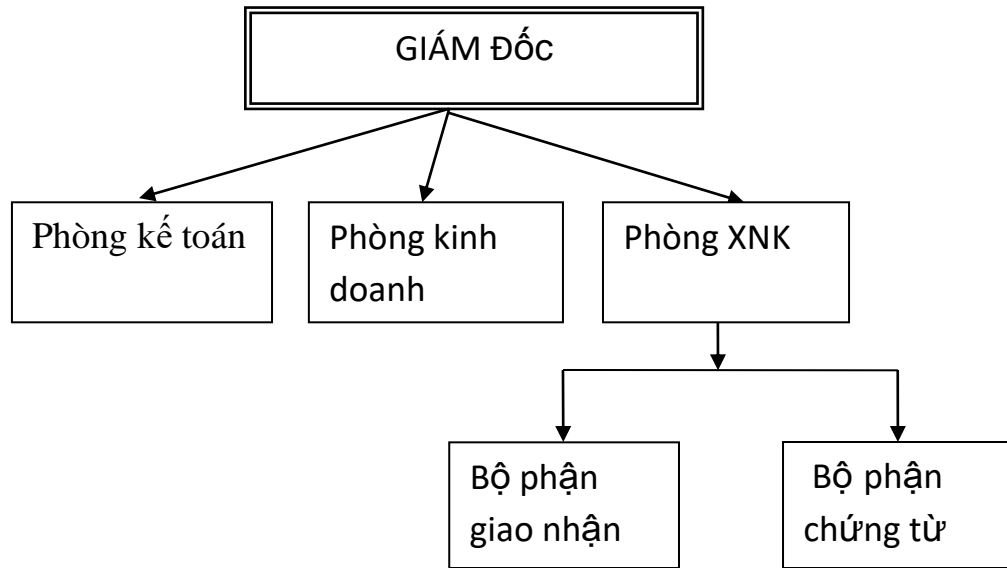 GIÁM ĐỐC
Phòng kế toán
Phòng kinh
doanh
Phòng XNK
Bộ phận
giao nhận
Bộ phận
chứng từ